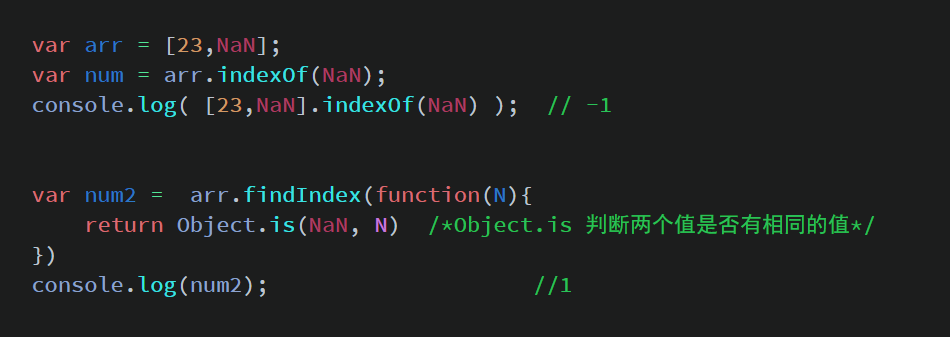 var arr = [23,NaN];
var num = arr.indexOf(NaN);
console.log( [23,NaN].indexOf(NaN) );  // -1
var num2 =  arr.findIndex(function(N){
    return Object.is(NaN, N)  /*Object.is 判断两个值是否有相同的值*/
})
console.log(num2);                    //1